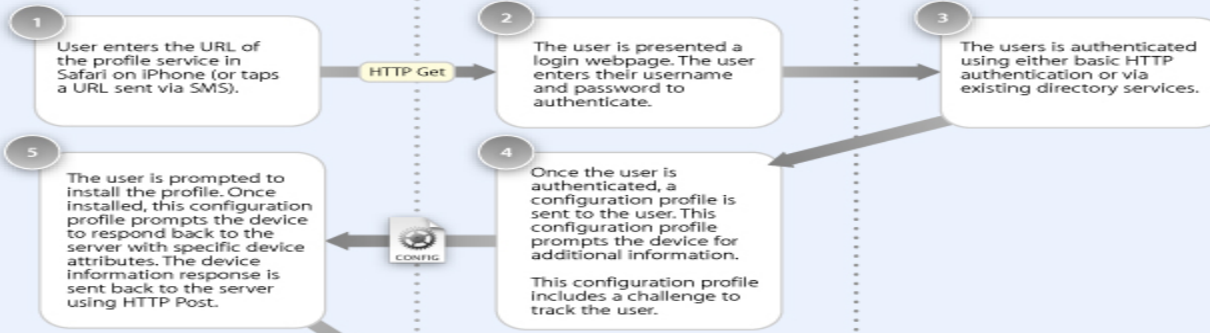 1
User enters the URL of
the profile service in
Safari on iPhone (or taps
a URL sent via SMS).
HTTP Get
2
The user is presented a
login webpage. The user
enters their username
and password to
authenticate.
3
The users is authenticated
using either basic HTTP
authentication or via
existing directory services.
4
Once the user is
authenticated, a
configuration profile is
sent to the user. This
configuration profile
prompts the device for
additional information.
This configuration profile
includes a challenge to
track the user.
CONFIG
5
The user is prompted to
install the profile. Once
installed, this configuration
profile prompts the device
to respond back to the
server with specific device
attributes. The device
information response is
sent back to the server
using HTTP Post.